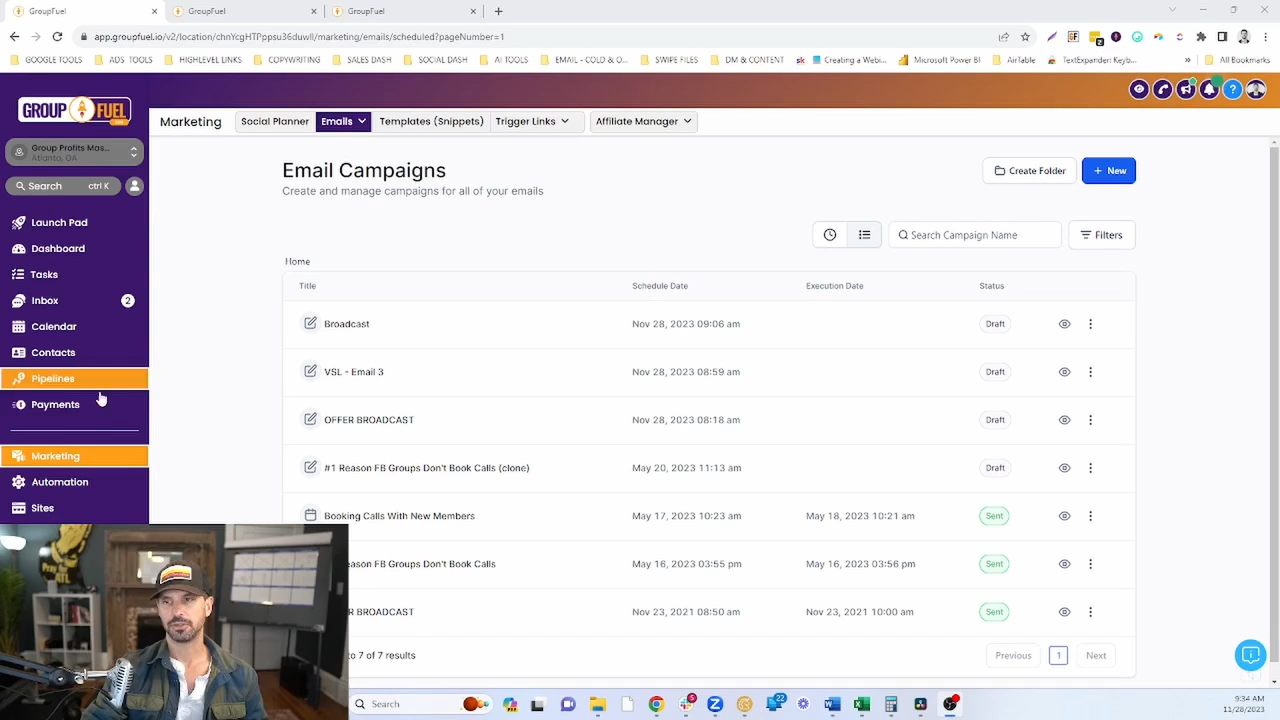 GroupFuel
GroupFuel
GroupFuel
app.groupfuel.io/v2/location/chnYcgHTPppsu36duwlI/marketing/emails/scheduled?pageNumber=1
GOOGLE TOOLS
ADS TOOLS
HIGHLEVEL LINKS
COPYWRITING
SALES DASH
SOCIAL DASH
AI TOOLS
EMAIL - COLD & O...
SWIPE FILES
DM & CONTENT
Creating a Webi...
Microsoft Power BI
AirTable
TextExpander: Keyb...
All Bookmarks
GROUP FUEL
Marketing
Social Planner
Emails
Templates (Snippets)
Trigger Links
Affiliate Manager
Group Profits Mas...
Atlanta, GA
Search ctrl K
Launch Pad
Dashboard
Tasks
Inbox 2
Calendar
Contacts
Pipelines
Payments
Marketing
Automation
Sites
Email Campaigns
Create and manage campaigns for all of your emails
Create Folder
+ New
Search Campaign Name
Filters
Home
Title Schedule Date Execution Date Status
Broadcast Nov 28, 2023 09:06 am Draft
VSL - Email 3 Nov 28, 2023 08:59 am Draft
OFFER BROADCAST Nov 28, 2023 08:18 am Draft
#1 Reason FB Groups Don't Book Calls (clone) May 20, 2023 11:13 am Draft
Booking Calls With New Members May 17, 2023 10:23 am May 18, 2023 10:21 am Sent
eason FB Groups Don't Book Calls May 16, 2023 03:55 pm May 16, 2023 03:56 pm Sent
R BROADCAST Nov 23, 2021 08:50 am Nov 23, 2021 10:00 am Sent
to 7 of 7 results
Previous 1 Next
Pray for
ATL
Search
5
22
9:34 AM
11/28/2023